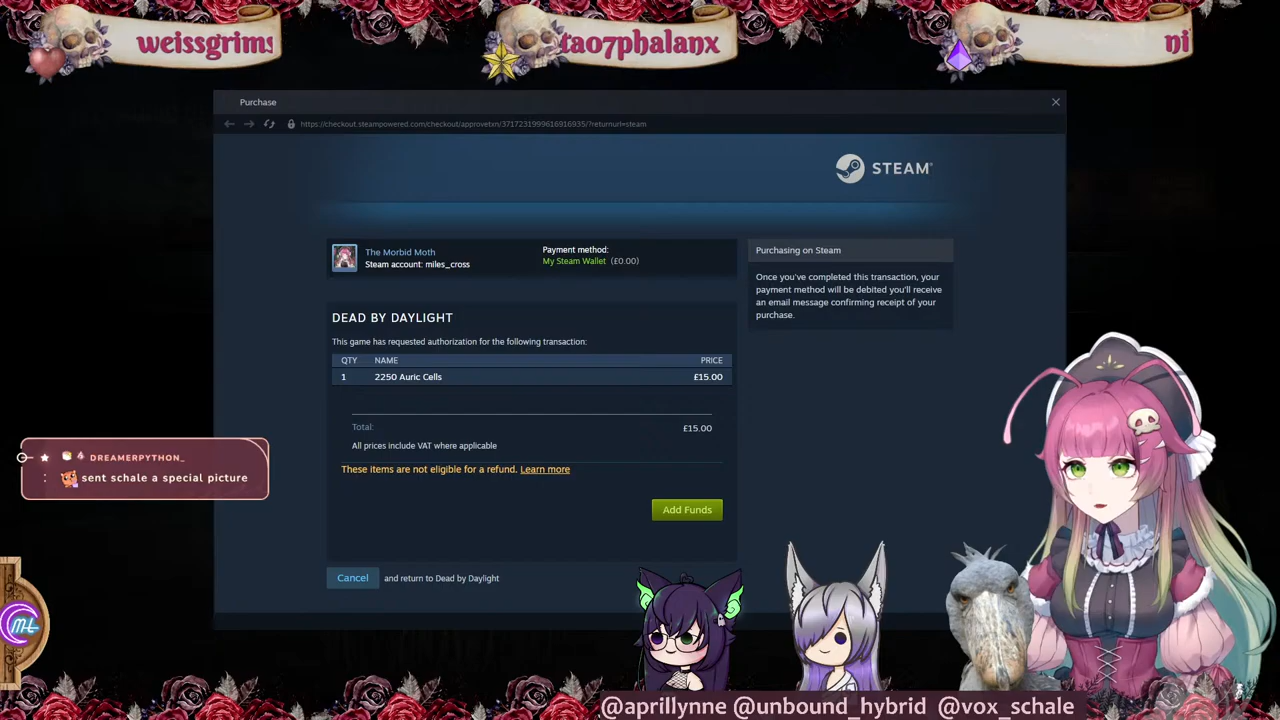 weissgrims
tao7phalanx
ni
Purchase
https://checkout.steampowered.com/checkout/approvetxn/3717231999616916935/?returnurl=steam
STEAM
The Morbid Moth
Steam account: miles_cross
Payment method:
My Steam Wallet (£0.00)
Purchasing on Steam
Once you've completed this transaction, your
payment method will be debited you'll receive
an email message confirming receipt of your
purchase.
DEAD BY DAYLIGHT
This game has requested authorization for the following transaction:
QTY NAME PRICE
1 2250 Auric Cells £15.00
Total: £15.00
All prices include VAT where applicable
These items are not eligible for a refund. Learn more
Add Funds
Cancel and return to Dead by Daylight
DREAMERPYTHON_
: sent schale a special picture
@aprillynne @unbound_hybrid @vox_schale